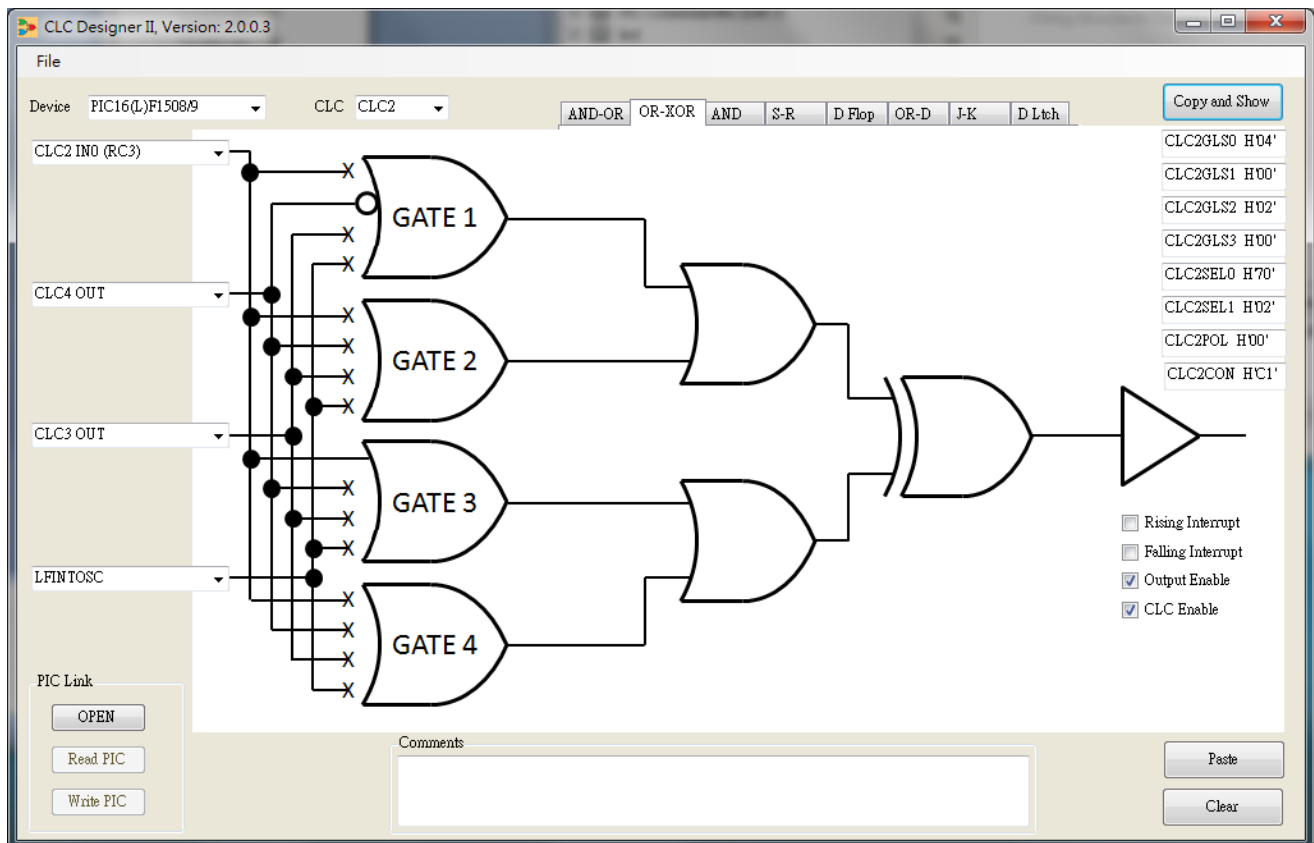 CLC Designer II, Version: 2.0.0.3
File
Device PIC16(L)F1508/9 CLC CLC2
AND-OR OR-XOR AND S-R D Flop OR-D J-K D Ltch
Copy and Show
CLC2 IN0 (RC3)
CLC4 OUT
CLC3 OUT
LFINTOSC
X
X
X
GATE 1
X
X
X
X
GATE 2
X
X
X
GATE 3
X
X
X
X
GATE 4
CLC2GLS0 H'04'
CLC2GLS1 H'00'
CLC2GLS2 H'02'
CLC2GLS3 H'00'
CLC2SEL0 H'70'
CLC2SEL1 H'02'
CLC2POL H'00'
CLC2CON H'C1'
Rising Interrupt
Falling Interrupt
Output Enable
CLC Enable
PIC Link
OPEN
Read PIC
Write PIC
Comments
Paste
Clear